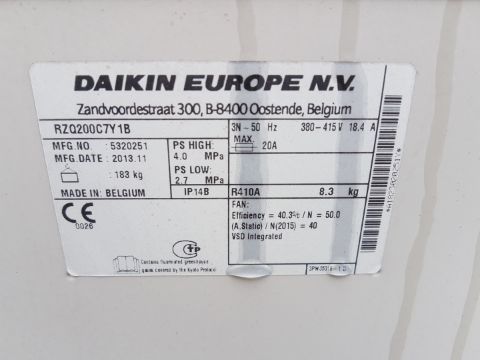 DAIKIN EUROPE N.V.
Zandvoordestraat 300, B-8400 Oostende, Belgium
RZQ200C7Y1B
3N~50 Hz 380-415 V 18.4 A
MFG.NO : 5320251
MFG.DATE : 2013.11
: 183 kg
PS HIGH:
4.0 MPa
PS LOW:
2.7 MPa
MAX.
20A
MADE IN: BELGIUM
IP14B
R410A 8.3 kg
CE
0026
FAN:
Efficiency = 40.3% / N = 50.0
(A.Static) / N(2015) = 40
VSD Integrated
Contains fluorinated greenhouse
gases covered by the Kyoto Protocol